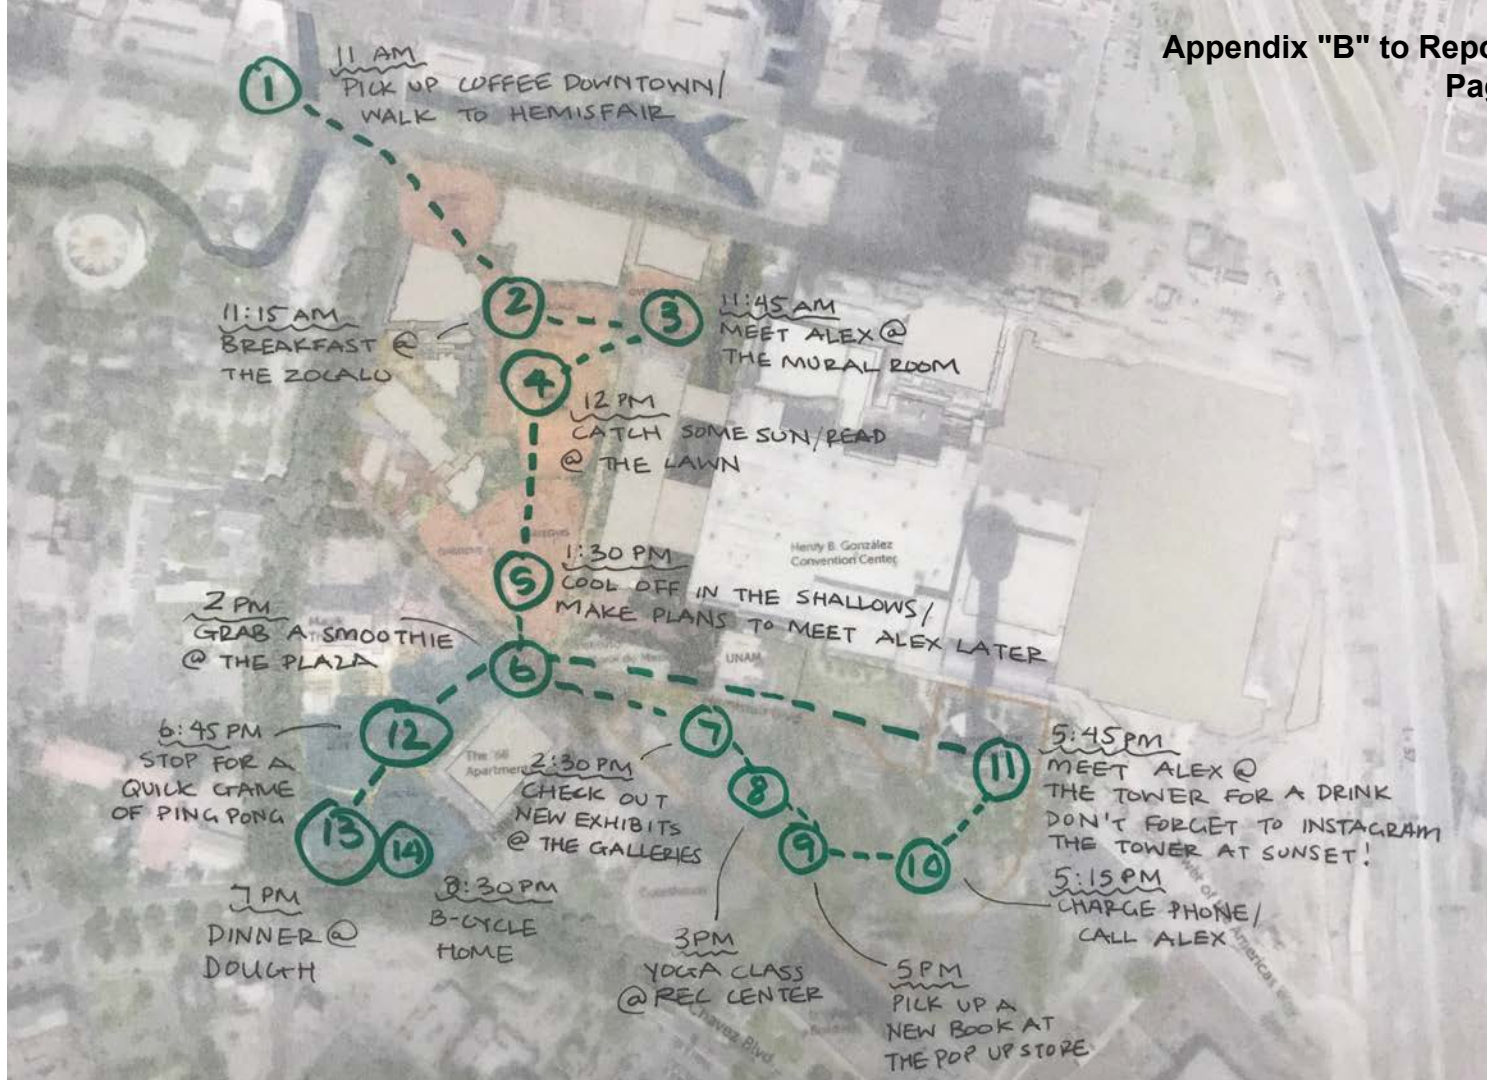 Appendix "B" to Repo
Pag
1
11 AM
PICK UP COFFEE DOWNTOWN/
WALK TO HEMISFAIR
2
11:15 AM
BREAKFAST @
THE ZOCALO
3
11:45 AM
MEET ALEX @
THE MURAL ROOM
4
12 PM
CATCH SOME SUN/READ
@ THE LAWN
Henry B. González
Convention Center
5
1:30 PM
COOL OFF IN THE SHALLOWS/
MAKE PLANS TO MEET ALEX LATER
2 PM
GRAB A SMOOTHIE
@ THE PLAZA
6
UNAM
12
6:45 PM
STOP FOR A
QUICK GAME
OF PING PONG
The '68
Apartment
7
2:30 PM
CHECK OUT
NEW EXHIBITS
@ THE GALLERIES
8
9
10
11
5:45 PM
MEET ALEX @
THE TOWER FOR A DRINK
DON'T FORGET TO INSTAGRAM
THE TOWER AT SUNSET!
5:15 PM
CHARGE PHONE/
CALL ALEX
13
14
7 PM
DINNER @
DOUGH
8:30 PM
B-CYCLE
HOME
3 PM
YOGA CLASS
@ REC CENTER
5 PM
PICK UP A
NEW BOOK AT
THE POP UP STORE
Americas
Chavez Blvd